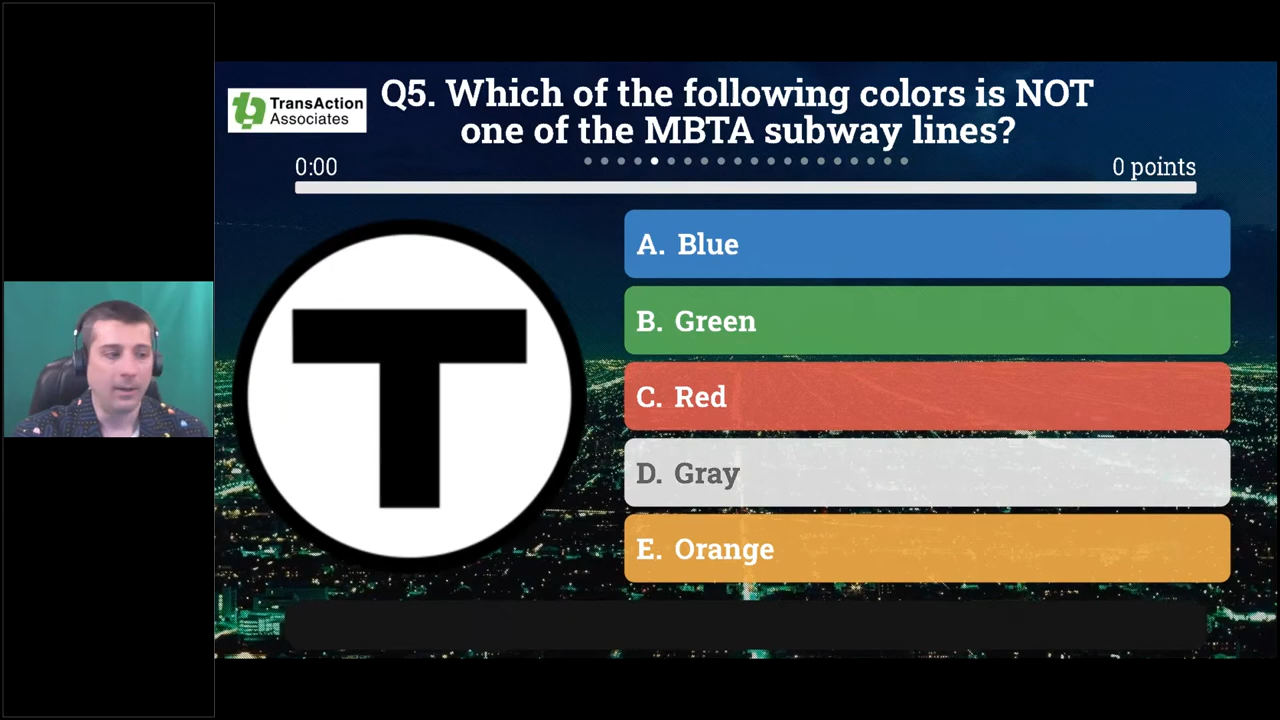 TransAction
Associates
Q5. Which of the following colors is NOT
one of the MBTA subway lines?
0:00
0 points
T
A. Blue
B. Green
C. Red
D. Gray
E. Orange